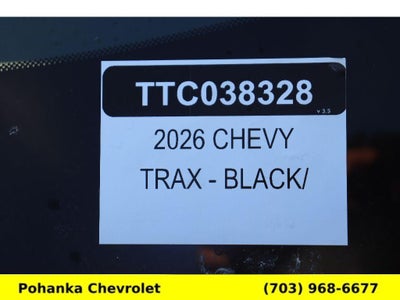 TTC038328
v 3.5
2026 CHEVY
TRAX - BLACK/
Pohanka Chevrolet (703) 968-6677